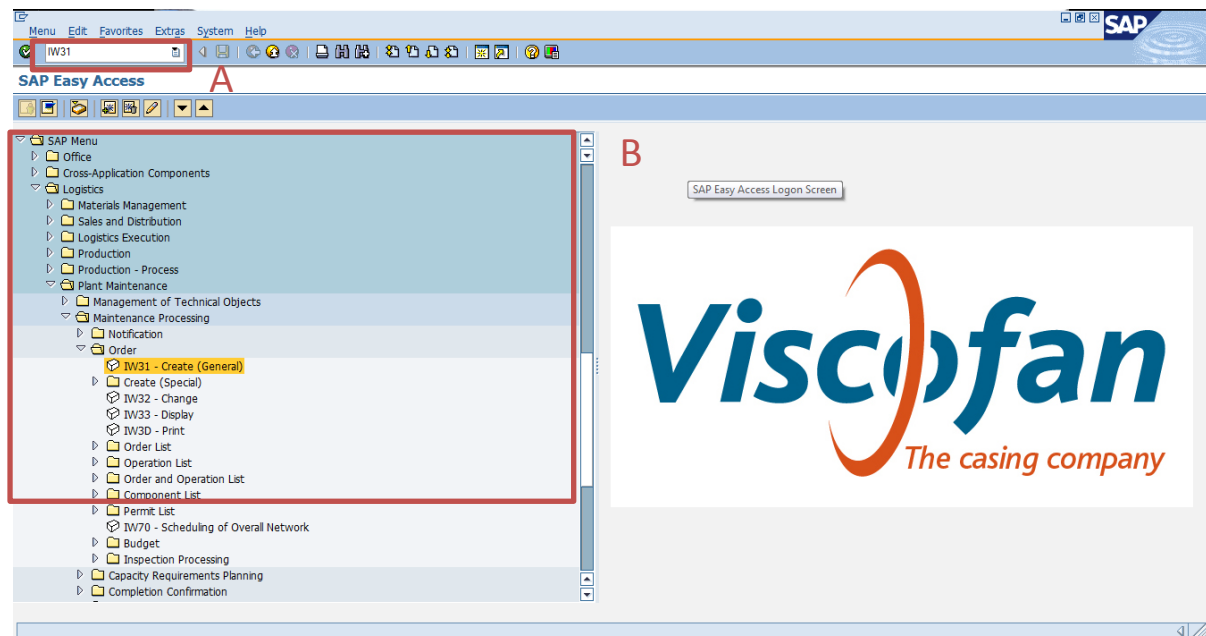 Menu Edit Favorites Extras System Help
SAP
IW31
A
SAP Easy Access
SAP Menu
Office
Cross-Application Components
Logistics
Materials Management
Sales and Distribution
Logistics Execution
Production
Production - Process
Plant Maintenance
Management of Technical Objects
Maintenance Processing
Notification
Order
IW31 - Create (General)
Create (Special)
IW32 - Change
IW33 - Display
IW3D - Print
Order List
Operation List
Order and Operation List
Component List
Permit List
IW70 - Scheduling of Overall Network
Budget
Inspection Processing
Capacity Requirements Planning
Completion Confirmation
B
SAP Easy Access Logon Screen
Viscofan
The casing company